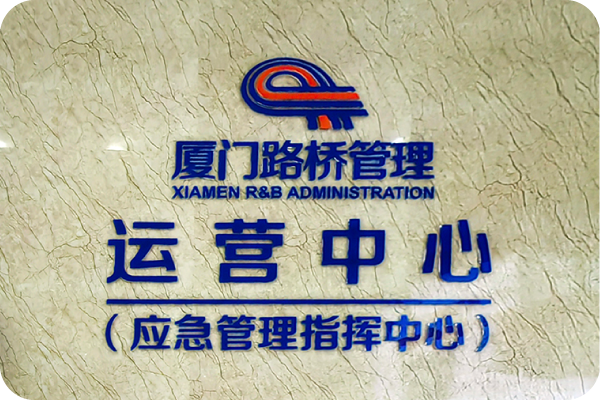 厦门路桥管理
XIAMEN R&B ADMINISTRATION
运营中心
（应急管理指挥中心）